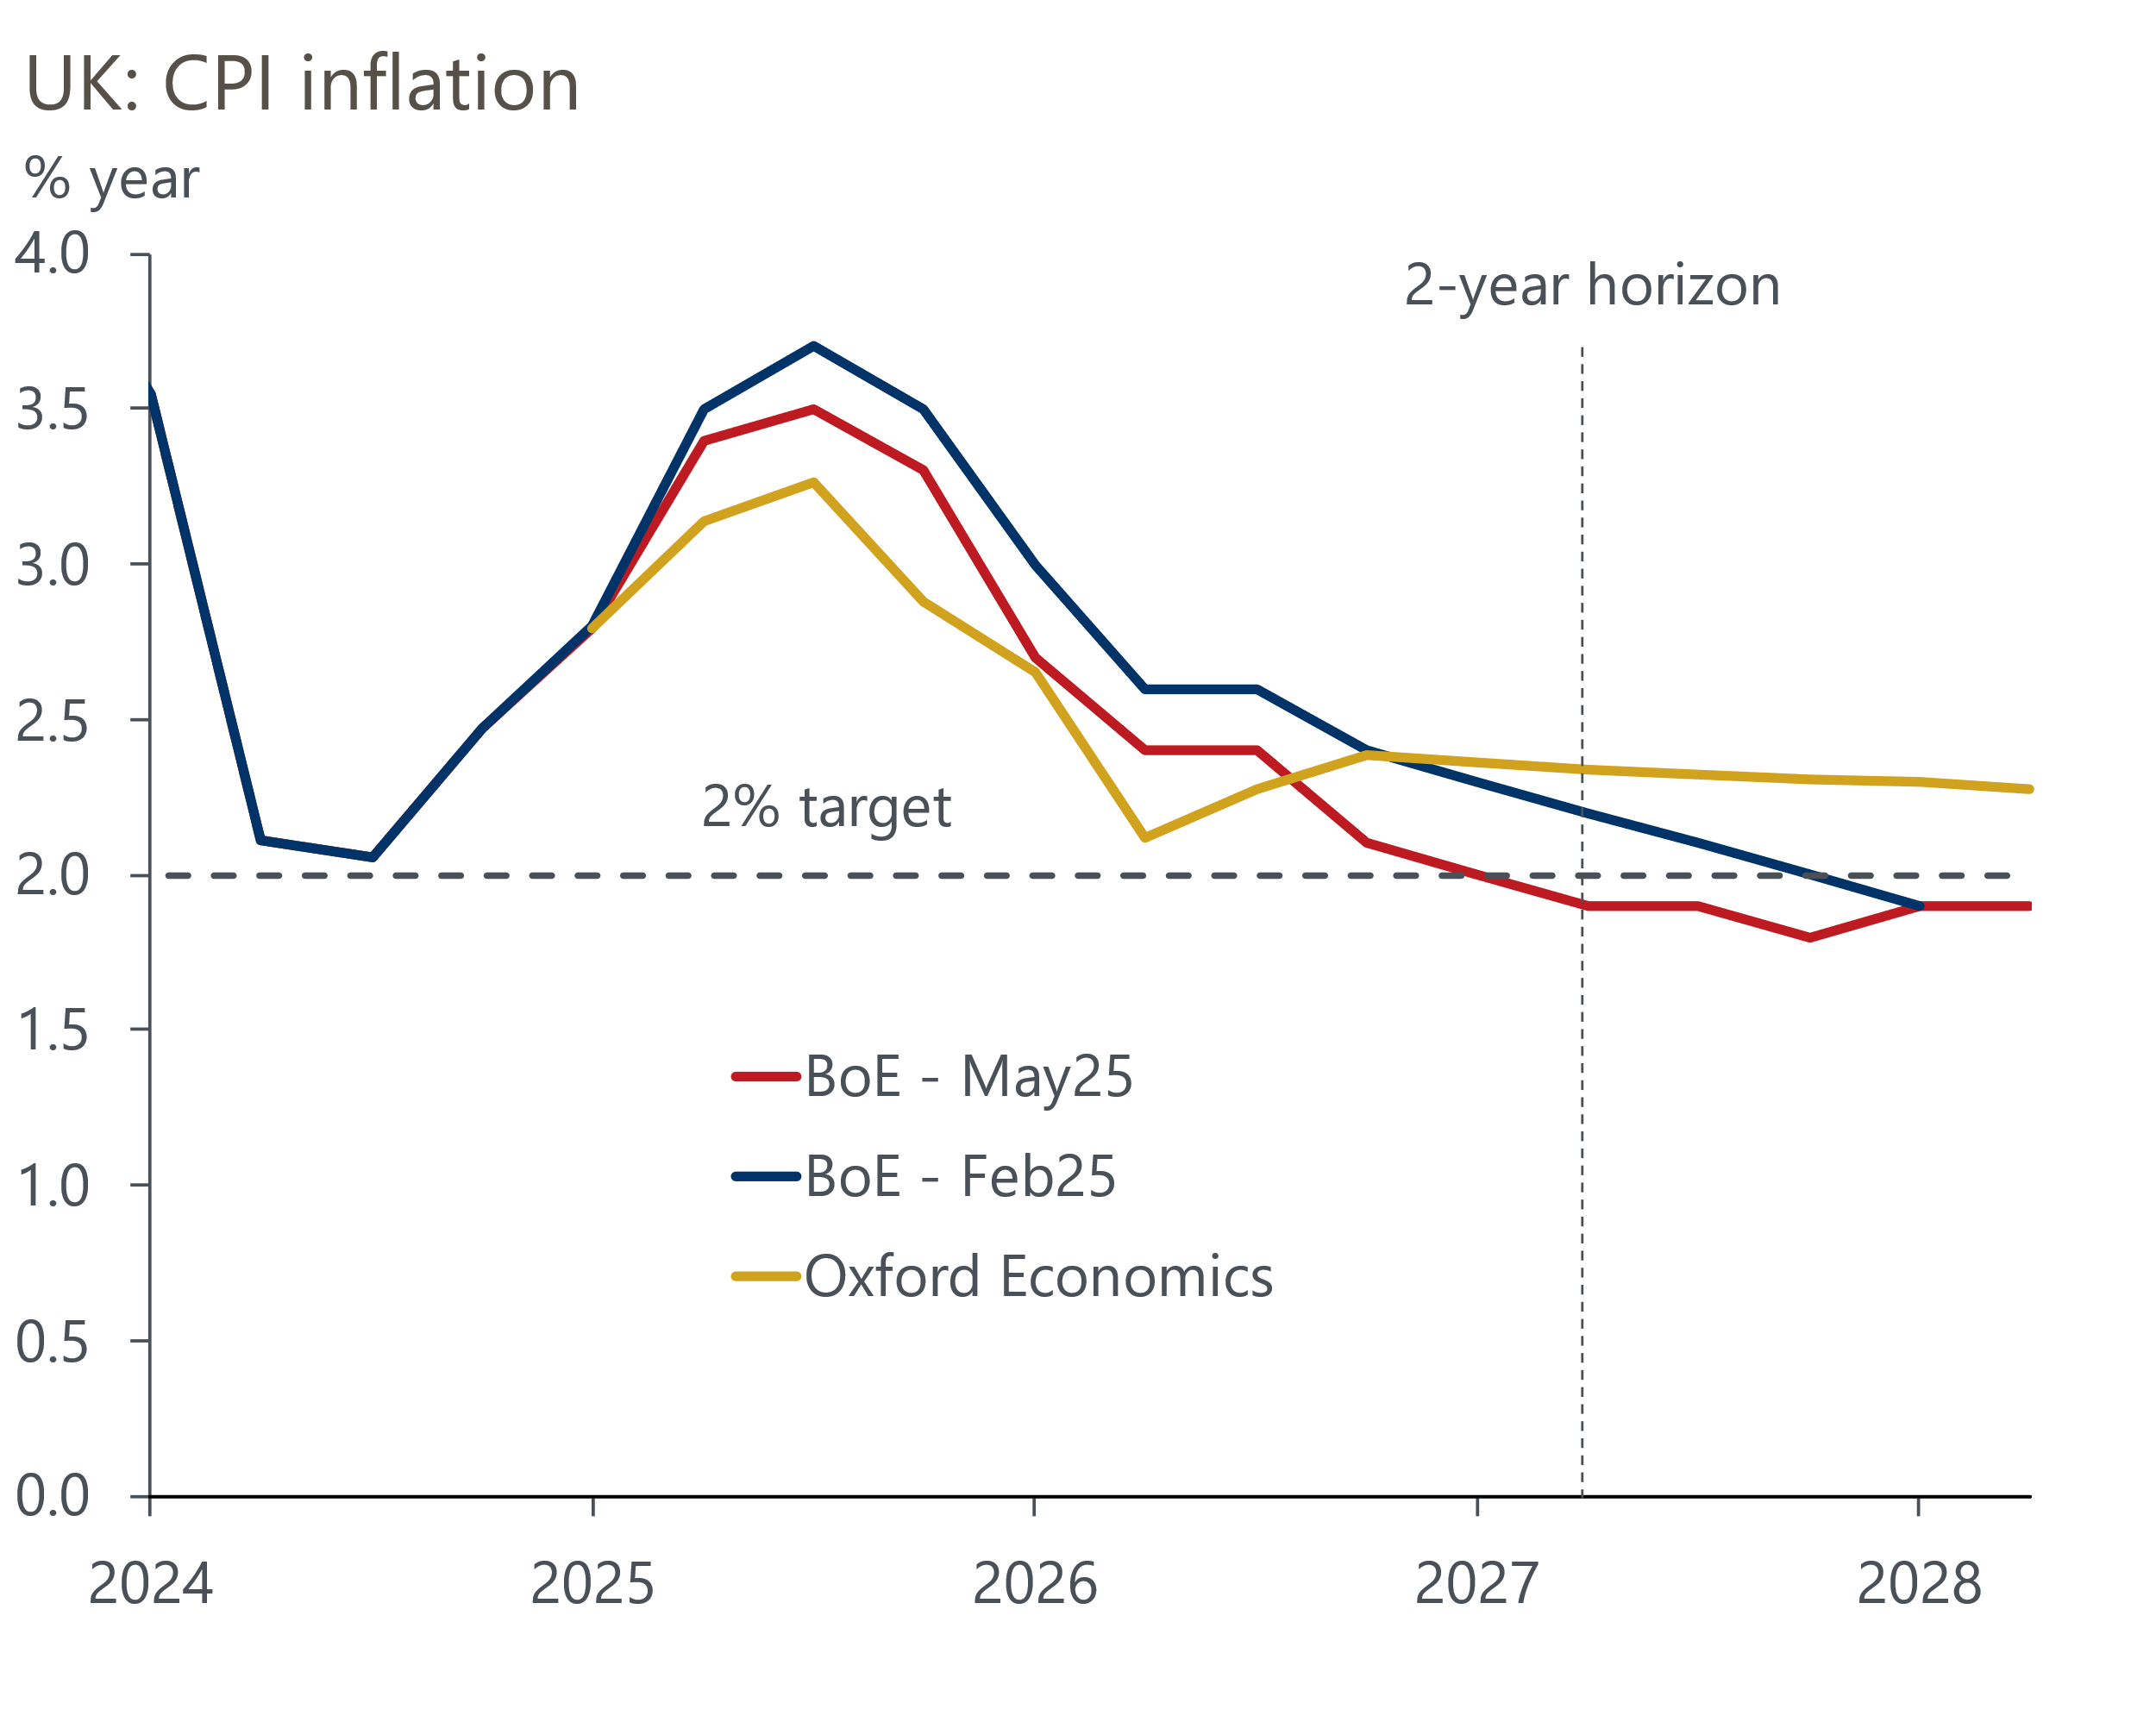 UK: CPI inflation
% year
4.0
2-year horizon
3.5
3.0
2.5
2% target
2.0
1.5
BoE - May25
1.0
BoE - Feb25
Oxford Economics
0.5
0.0
2024 2025 2026 2027 2028